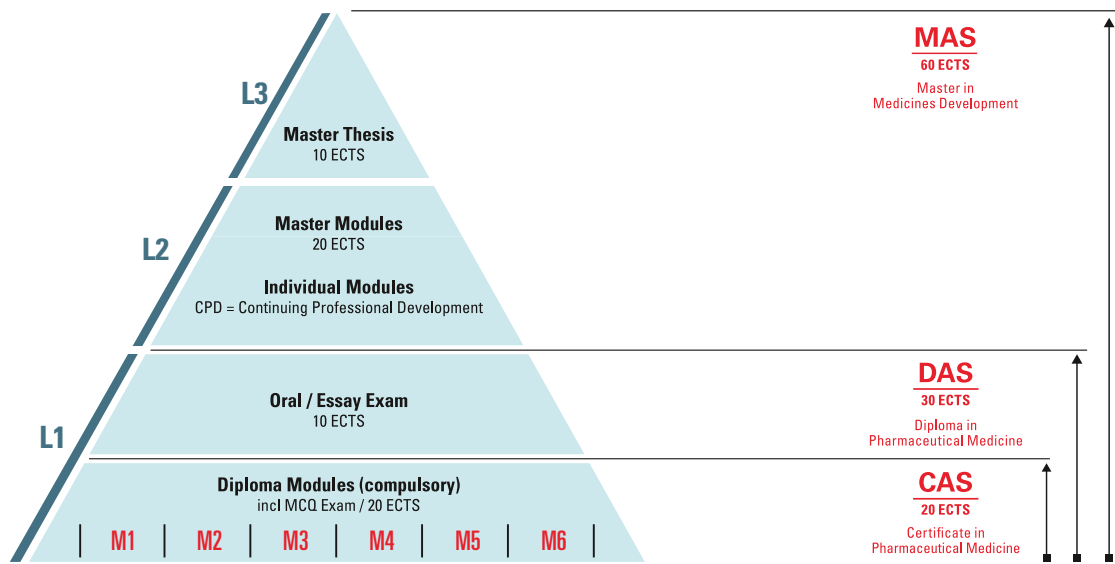 MAS
60 ECTS
Master in
Medicines Development
L3
Master Thesis
10 ECTS
L2
Master Modules
20 ECTS
Individual Modules
CPD = Continuing Professional Development
DAS
30 ECTS
Diploma in
Pharmaceutical Medicine
L1
Oral / Essay Exam
10 ECTS
CAS
20 ECTS
Certificate in
Pharmaceutical Medicine
Diploma Modules (compulsory)
incl MCQ Exam / 20 ECTS
M1 M2 M3 M4 M5 M6